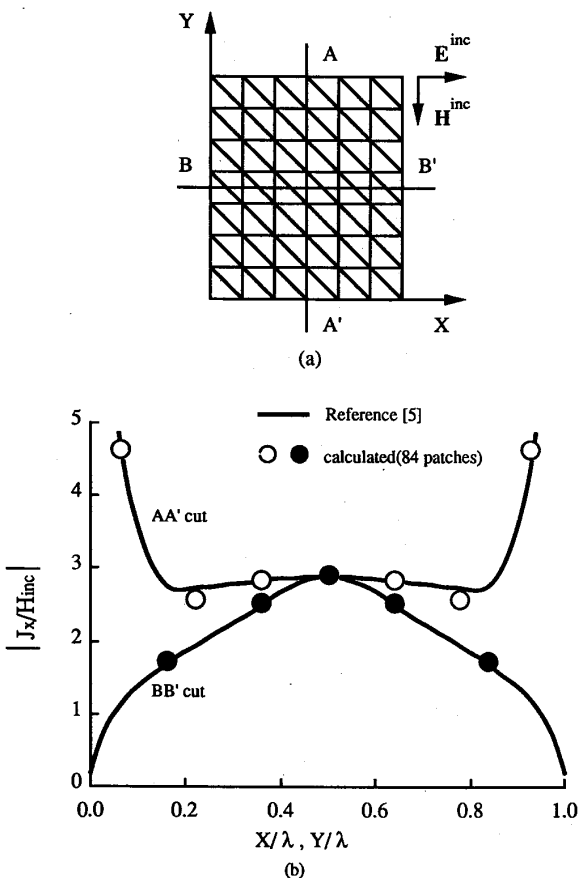 Y
A
E^inc
H^inc
B
B'
A'
X
(a)
5
Reference [5]
calculated(84 patches)
4
AA' cut
3
| Jx/Hinc |
2
BB' cut
1
0
0.0 0.2 0.4 0.6 0.8 1.0
X/λ , Y/λ
(b)